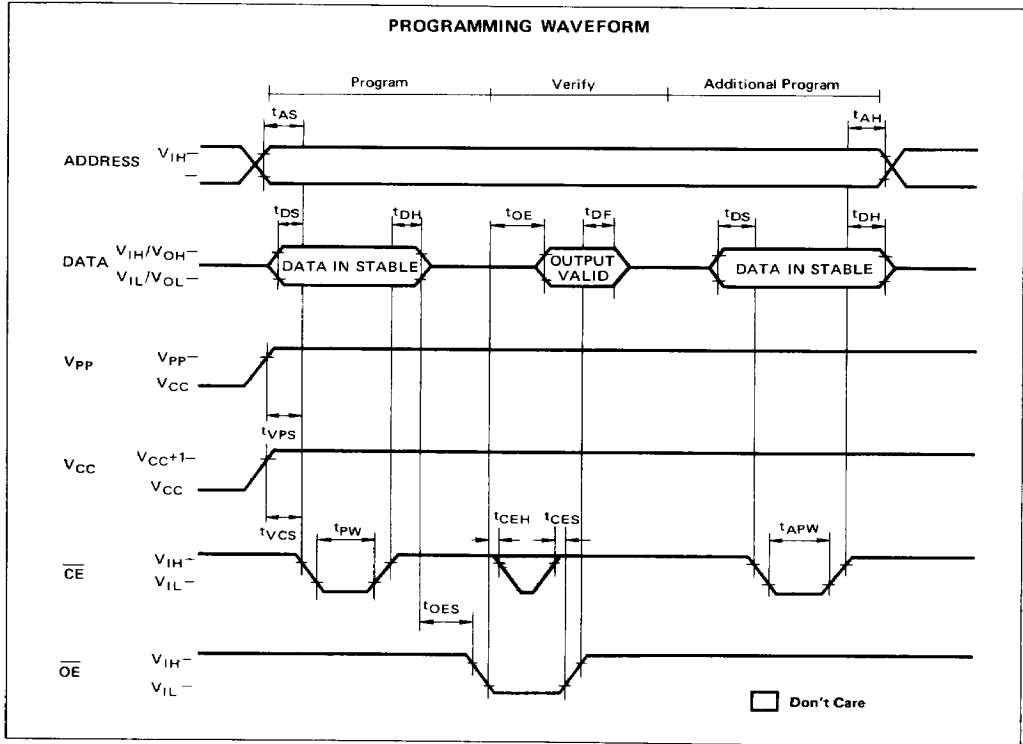 PROGRAMMING WAVEFORM
Program Verify Additional Program
tAS tAH
ADDRESS VIH–
–
tDS tDH tOE tDF tDS tDH
DATA VIH/VOH–
VIL/VOL–
DATA IN STABLE OUTPUT VALID DATA IN STABLE
VPP VPP–
VCC
tVPS
VCC VCC+1–
VCC
tVCS tPW tCEH tCES tAPW
CE VIH–
VIL–
tOES
OE VIH–
VIL–
Don't Care